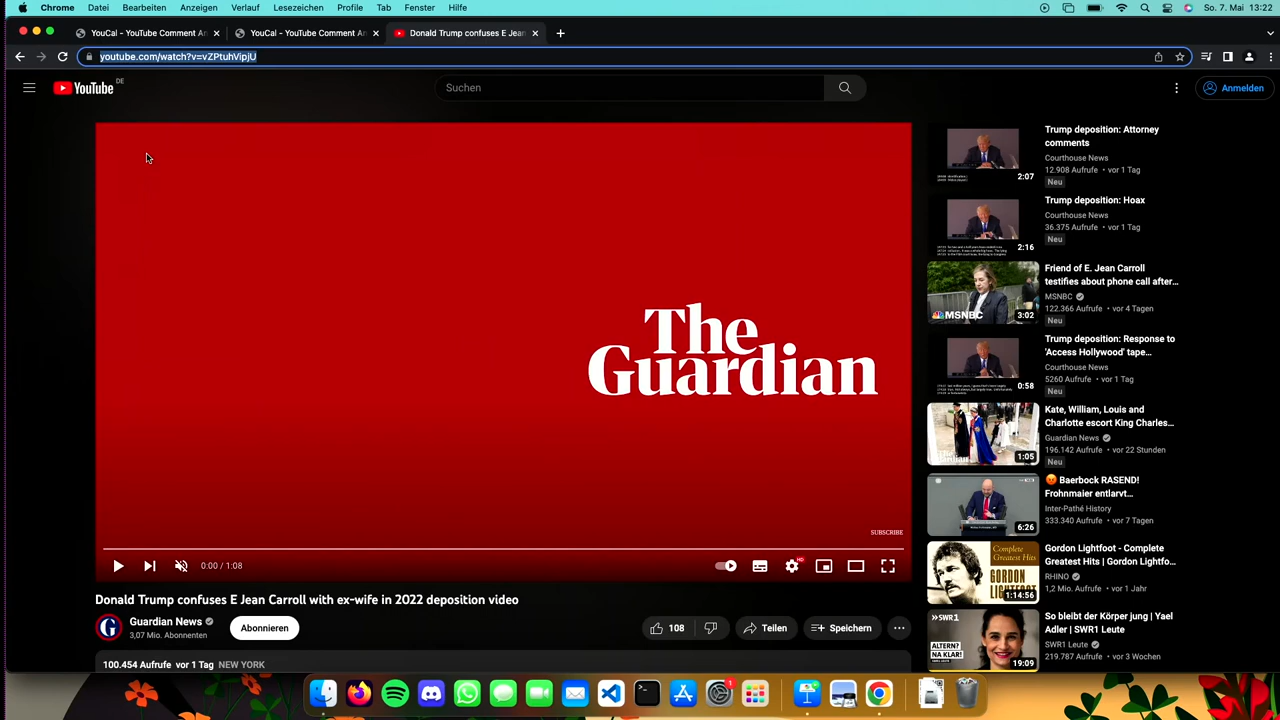 Chrome Datei Bearbeiten Anzeigen Verlauf Lesezeichen Profile Tab Fenster Hilfe So. 7. Mai 13:22
YouCal - YouTube Comment An
YouCal - YouTube Comment An
Donald Trump confuses E Jean
youtube.com/watch?v=vZPtuhVipjU
YouTube DE
Suchen
Anmelden
The
Guardian
SUBSCRIBE
0:00 / 1:08
HD
Donald Trump confuses E Jean Carroll with ex-wife in 2022 deposition video
Guardian News
3,07 Mio. Abonnenten
Abonnieren
108
Teilen
Speichern
100.454 Aufrufe vor 1 Tag NEW YORK
2:07
Trump deposition: Attorney
comments
Courthouse News
12.908 Aufrufe • vor 1 Tag
Neu
2:16
Trump deposition: Hoax
Courthouse News
36.375 Aufrufe • vor 1 Tag
Neu
MSNBC
3:02
Friend of E. Jean Carroll
testifies about phone call after...
MSNBC
122.366 Aufrufe • vor 4 Tagen
Neu
0:58
Trump deposition: Response to
'Access Hollywood' tape...
Courthouse News
5260 Aufrufe • vor 1 Tag
Neu
1:05
Kate, William, Louis and
Charlotte escort King Charles...
Guardian News
196.142 Aufrufe • vor 22 Stunden
Neu
6:26
Baerbock RASEND!
Frohnmaier entlarvt...
Inter-Pathé History
333.340 Aufrufe • vor 7 Tagen
Complete
Greatest Hits
GORDON
1:14:56
Gordon Lightfoot - Complete
Greatest Hits | Gordon Lightfo...
RHINO
1,2 Mio. Aufrufe • vor 1 Jahr
SWR1
ALTERN?
NA KLAR!
19:09
So bleibt der Körper jung | Yael
Adler | SWR1 Leute
SWR1 Leute
219.787 Aufrufe • vor 3 Wochen
1